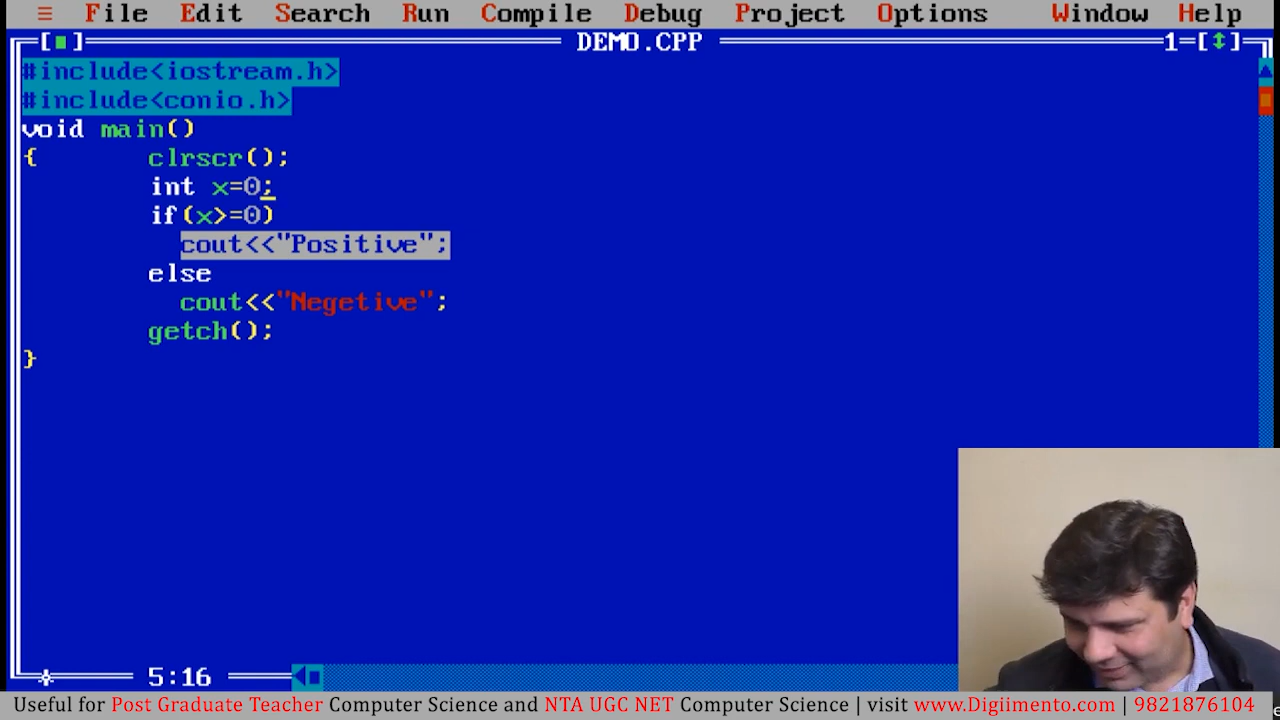 ≡ File Edit Search Run Compile Debug Project Options Window Help
[■] DEMO.CPP 1=[↕]
#include<iostream.h>
#include<conio.h>
void main()
{ clrscr();
int x=0;
if(x>=0)
cout<<"Positive";
else
cout<<"Negetive";
getch();
}
5:16
Useful for Post Graduate Teacher Computer Science and NTA UGC NET Computer Science | visit www.Digiimento.com | 9821876104